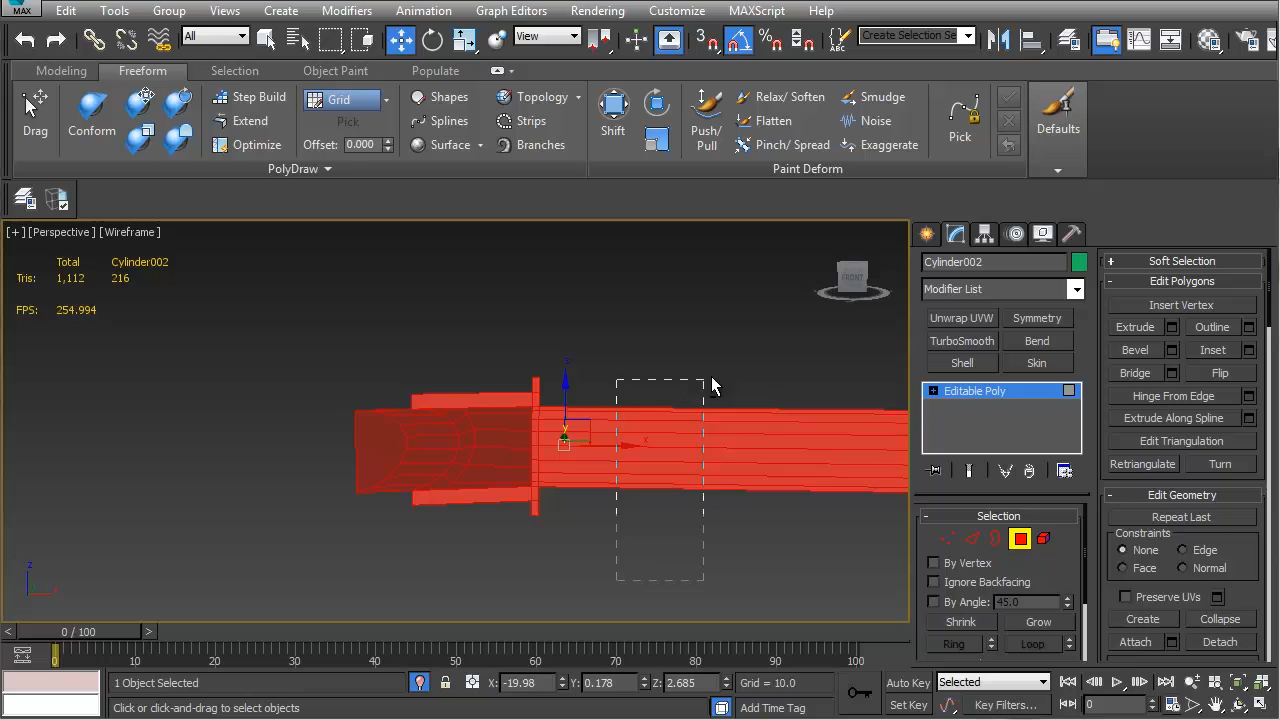 MAX Edit Tools Group Views Create Modifiers Animation Graph Editors Rendering Customize MAXScript Help
All View 3 % ABC Create Selection Se
Modeling Freeform Selection Object Paint Populate
Drag Conform Step Build Extend Optimize Grid Pick Offset: 0.000 Shapes Splines Surface Topology Strips Branches Shift Push/ Pull Relax/ Soften Flatten Pinch/ Spread Smudge Noise Exaggerate Pick Defaults
PolyDraw Paint Deform
[+] [Perspective ] [Wireframe ]
Total Cylinder002
Tris: 1,112 216
FPS: 254.994
FRONT
z
x
y
z
x
Cylinder002
Modifier List
Unwrap UVW Symmetry
TurboSmooth Bend
Shell Skin
+ Editable Poly
- Selection
By Vertex
Ignore Backfacing
By Angle: 45.0
Shrink Grow
Ring Loop
+ Soft Selection
- Edit Polygons
Insert Vertex
Extrude Outline
Bevel Inset
Bridge Flip
Hinge From Edge
Extrude Along Spline
Edit Triangulation
Retriangulate Turn
- Edit Geometry
Repeat Last
Constraints
None Edge
Face Normal
Preserve UVs
Create Collapse
Attach Detach
< 0 / 100 >
0 10 20 30 40 50 60 70 80 90 100
1 Object Selected X: -19.98 Y: 0.178 Z: 2.685 Grid = 10.0 Auto Key Selected
Click or click-and-drag to select objects Add Time Tag Set Key Key Filters... 0